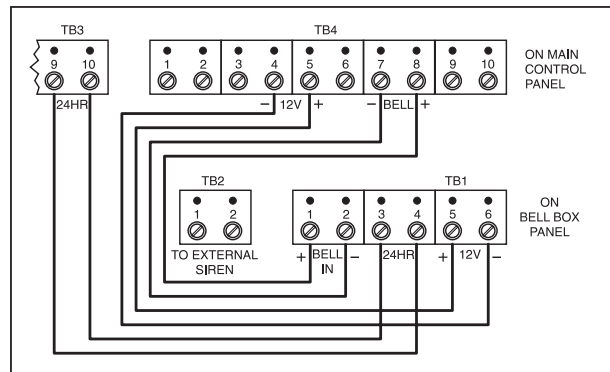 TB3 TB4
9 10 1 2 3 4 5 6 7 8 9 10
ON MAIN
CONTROL
PANEL
24HR − 12V + − BELL +
TB2 TB1
1 2 1 2 3 4 5 6
ON
BELL BOX
PANEL
TO EXTERNAL
SIREN
+ BELL
IN − 24HR + 12V −